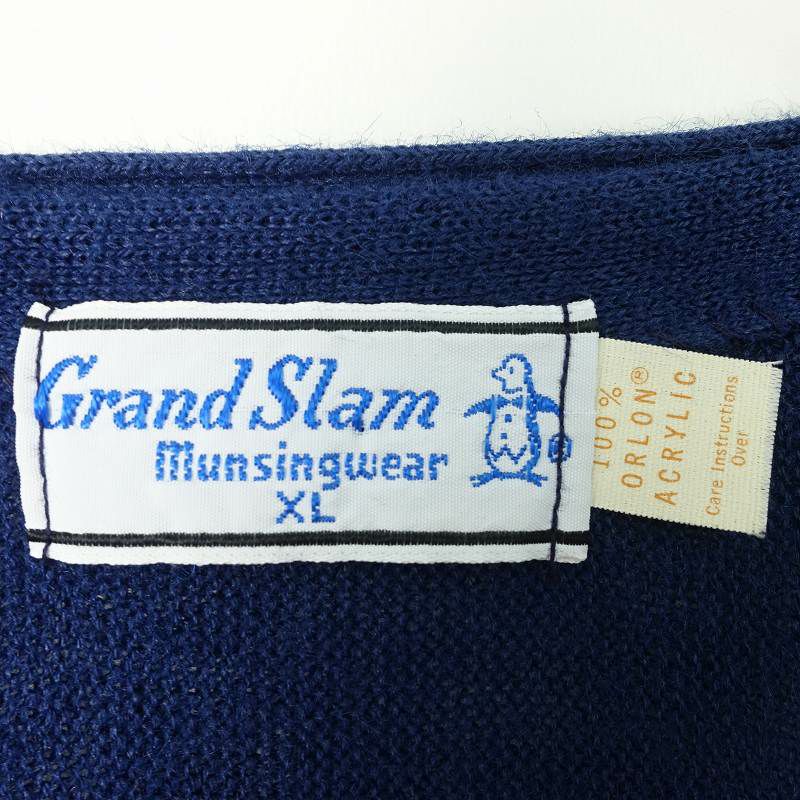 Grand Slam
Munsingwear
XL
®
100%
ORLON®
ACRYLIC
Care Instructions
Over